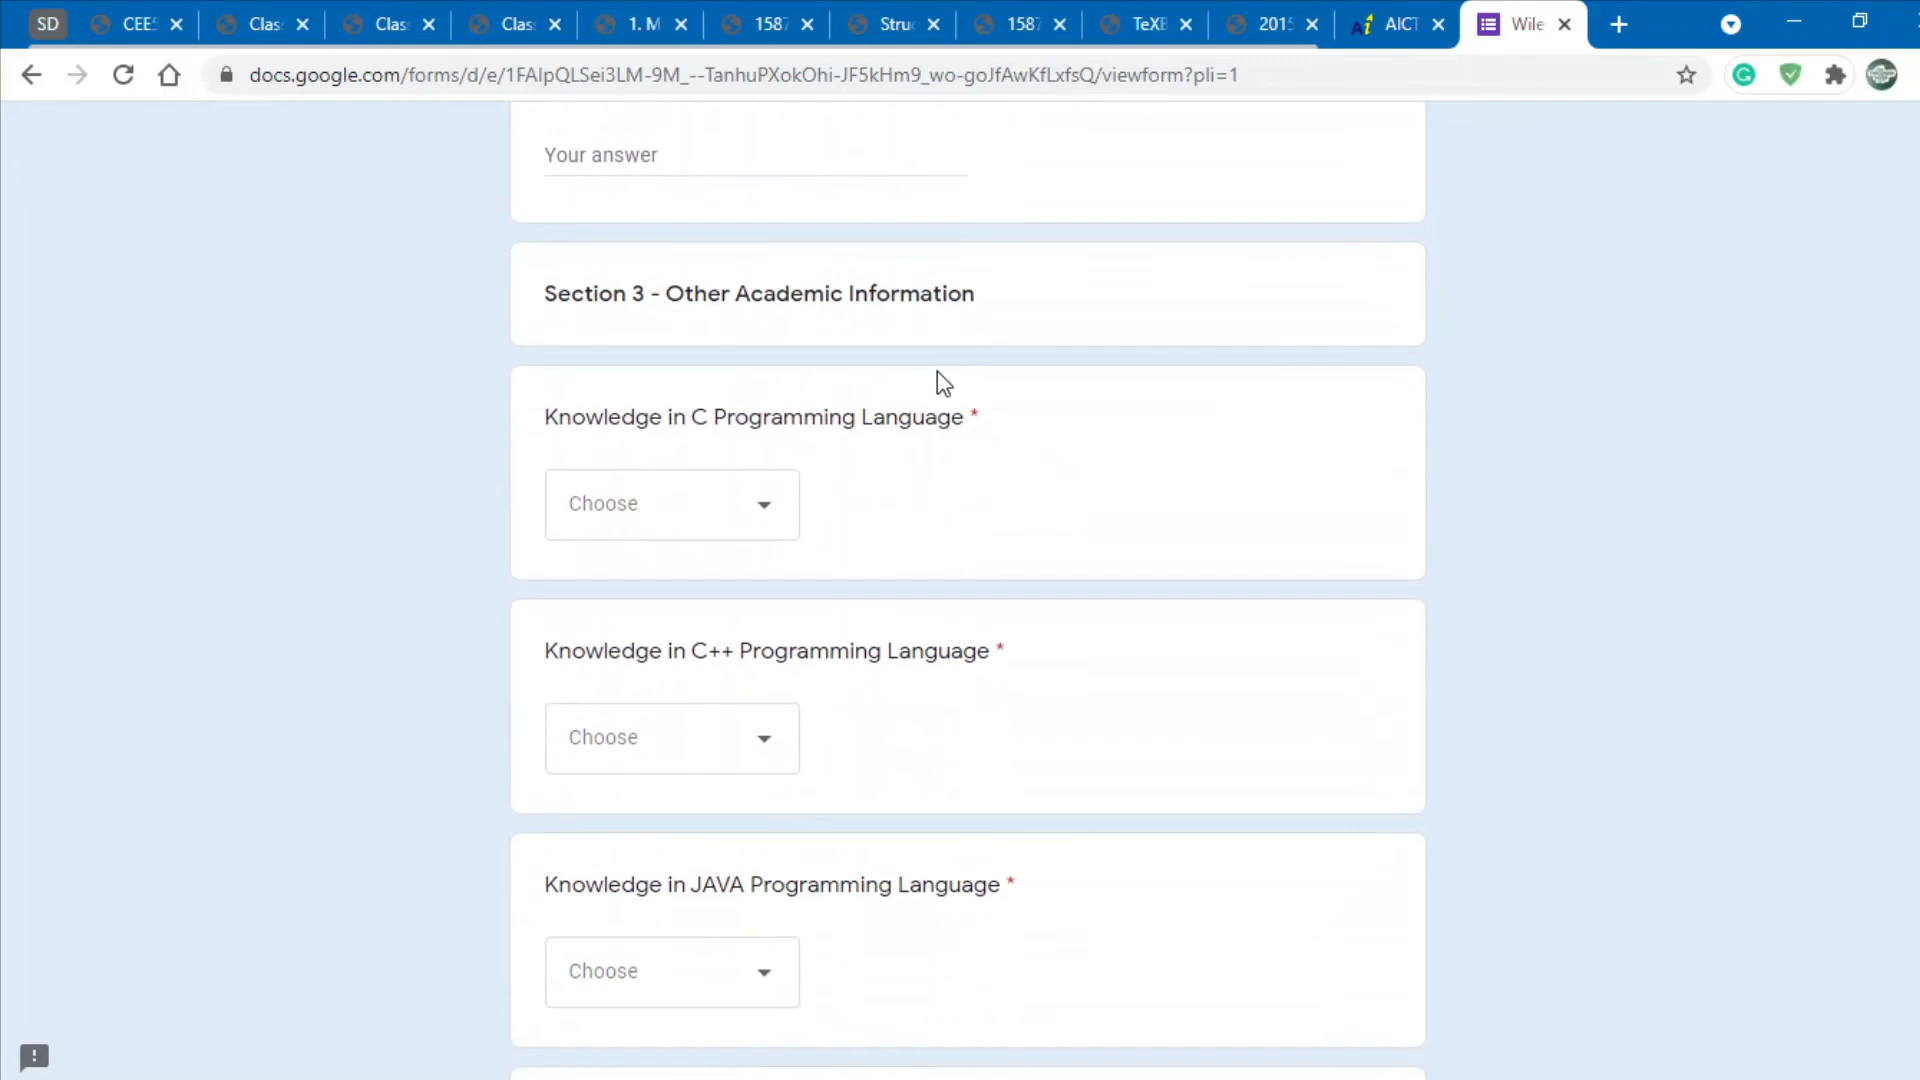 SD
CEE5
Clas
Clas
Clas
1. M
1587
Struc
1587
TeXE
2015
AICT
Wile
docs.google.com/forms/d/e/1FAIpQLSei3LM-9M_--TanhuPXokOhi-JF5kHm9_wo-goJfAwKfLxfsQ/viewform?pli=1
Your answer
Section 3 - Other Academic Information
Knowledge in C Programming Language *
Choose
Knowledge in C++ Programming Language *
Choose
Knowledge in JAVA Programming Language *
Choose